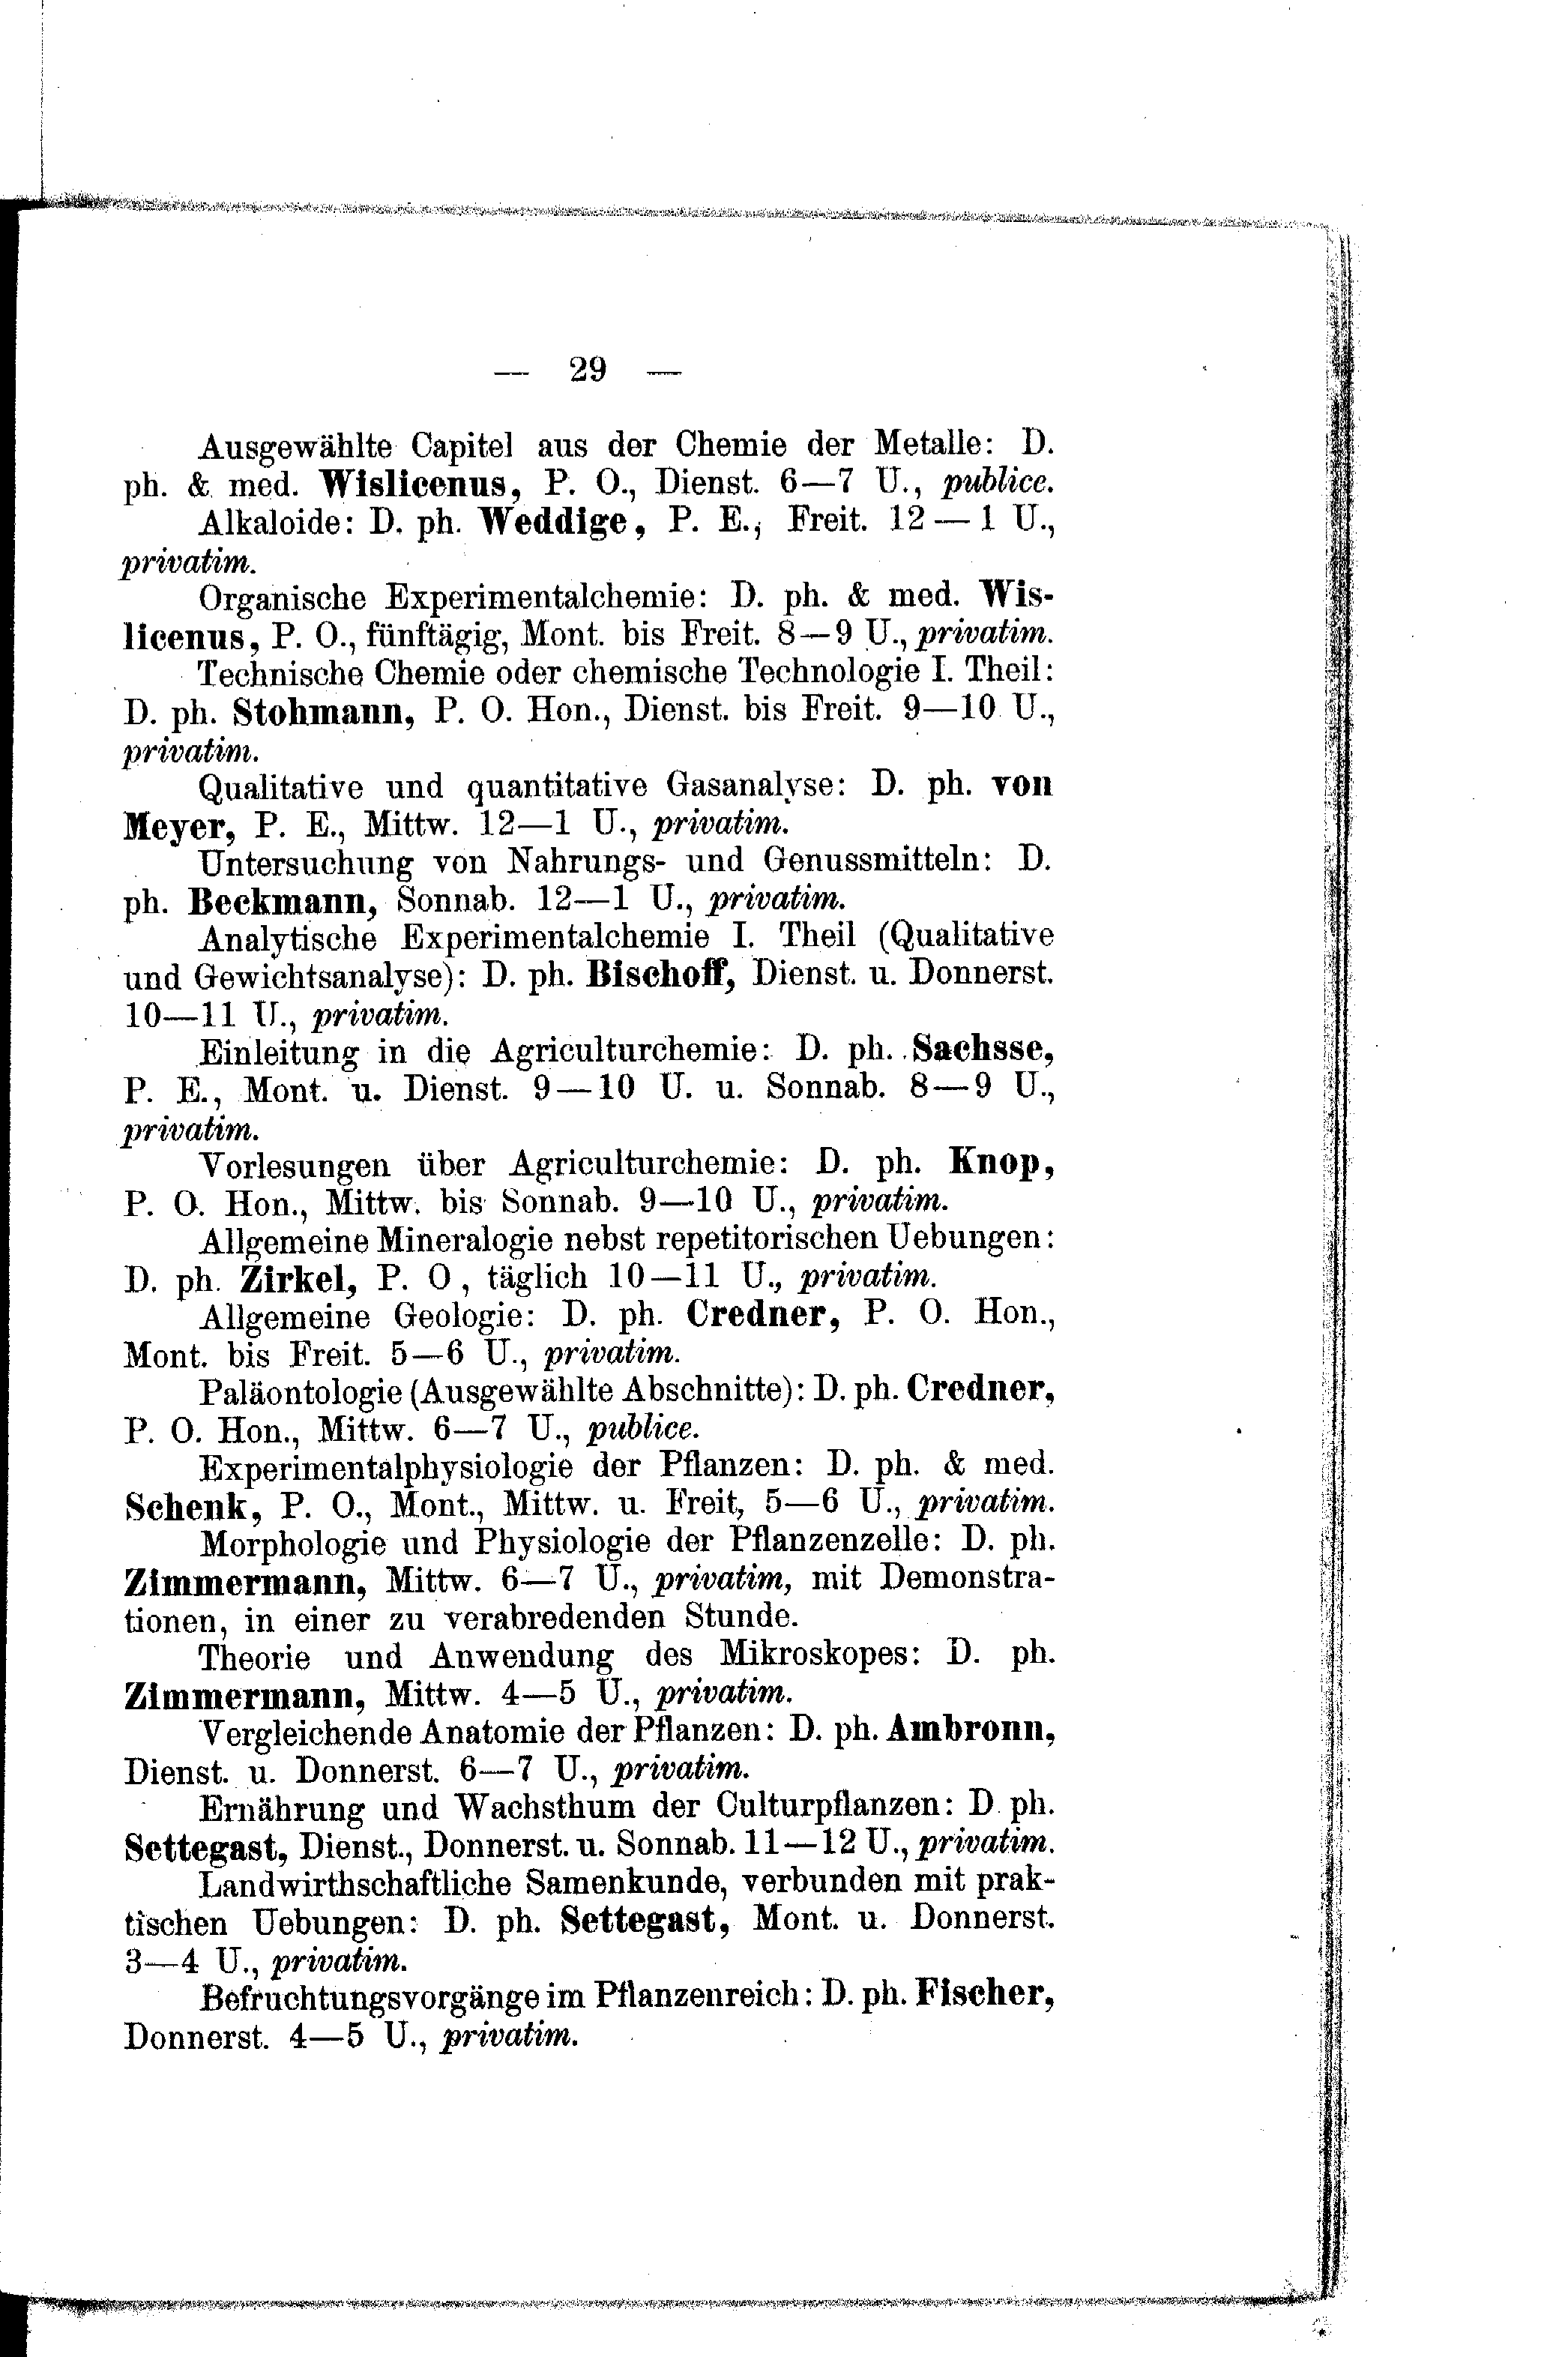 — 29 —
Ausgewählte Capitel aus der Chemie der Metalle: D.
ph. & med. Wislicenus, P. O., Dienst. 6—7 U., publice.
Alkaloide: D. ph. Weddige, P. E., Freit. 12—1 U.,
privatim.
Organische Experimentalchemie: D. ph. & med. Wis-
licenus, P. O., fünftägig, Mont. bis Freit. 8—9 U., privatim.
Technische Chemie oder chemische Technologie I. Theil:
D. ph. Stohmann, P. O. Hon., Dienst. bis Freit. 9—10 U.,
privatim.
Qualitative und quantitative Gasanalyse: D. ph. von
Meyer, P. E., Mittw. 12—1 U., privatim.
Untersuchung von Nahrungs- und Genussmitteln: D.
ph. Beckmann, Sonnab. 12—1 U., privatim.
Analytische Experimentalchemie I. Theil (Qualitative
und Gewichtsanalyse): D. ph. Bischoff, Dienst. u. Donnerst.
10—11 U., privatim.
Einleitung in die Agriculturchemie: D. ph. Sachsse,
P. E., Mont. u. Dienst. 9—10 U. u. Sonnab. 8—9 U.,
privatim.
Vorlesungen über Agriculturchemie: D. ph. Knop,
P. O. Hon., Mittw. bis Sonnab. 9—10 U., privatim.
Allgemeine Mineralogie nebst repetitorischen Uebungen:
D. ph. Zirkel, P. O, täglich 10—11 U., privatim.
Allgemeine Geologie: D. ph. Credner, P. O. Hon.,
Mont. bis Freit. 5—6 U., privatim.
Paläontologie (Ausgewählte Abschnitte): D. ph. Credner,
P. O. Hon., Mittw. 6—7 U., publice.
Experimentalphysiologie der Pflanzen: D. ph. & med.
Schenk, P. O., Mont., Mittw. u. Freit, 5—6 U., privatim.
Morphologie und Physiologie der Pflanzenzelle: D. ph.
Zimmermann, Mittw. 6—7 U., privatim, mit Demonstra-
tionen, in einer zu verabredenden Stunde.
Theorie und Anwendung des Mikroskopes: D. ph.
Zimmermann, Mittw. 4—5 U., privatim.
Vergleichende Anatomie der Pflanzen: D. ph. Ambronn,
Dienst. u. Donnerst. 6—7 U., privatim.
Ernährung und Wachsthum der Culturpflanzen: D ph.
Settegast, Dienst., Donnerst. u. Sonnab. 11—12 U., privatim.
Landwirthschaftliche Samenkunde, verbunden mit prak-
tischen Uebungen: D. ph. Settegast, Mont. u. Donnerst.
3—4 U., privatim.
Befruchtungsvorgänge im Pflanzenreich: D. ph. Fischer,
Donnerst. 4—5 U., privatim.